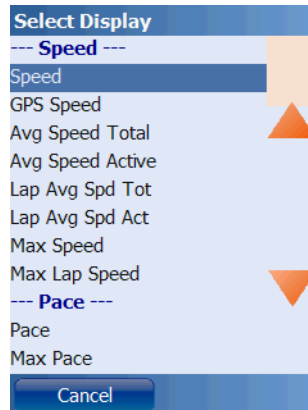 Select Display
--- Speed ---
Speed
GPS Speed
Avg Speed Total
Avg Speed Active
Lap Avg Spd Tot
Lap Avg Spd Act
Max Speed
Max Lap Speed
--- Pace ---
Pace
Max Pace
Cancel